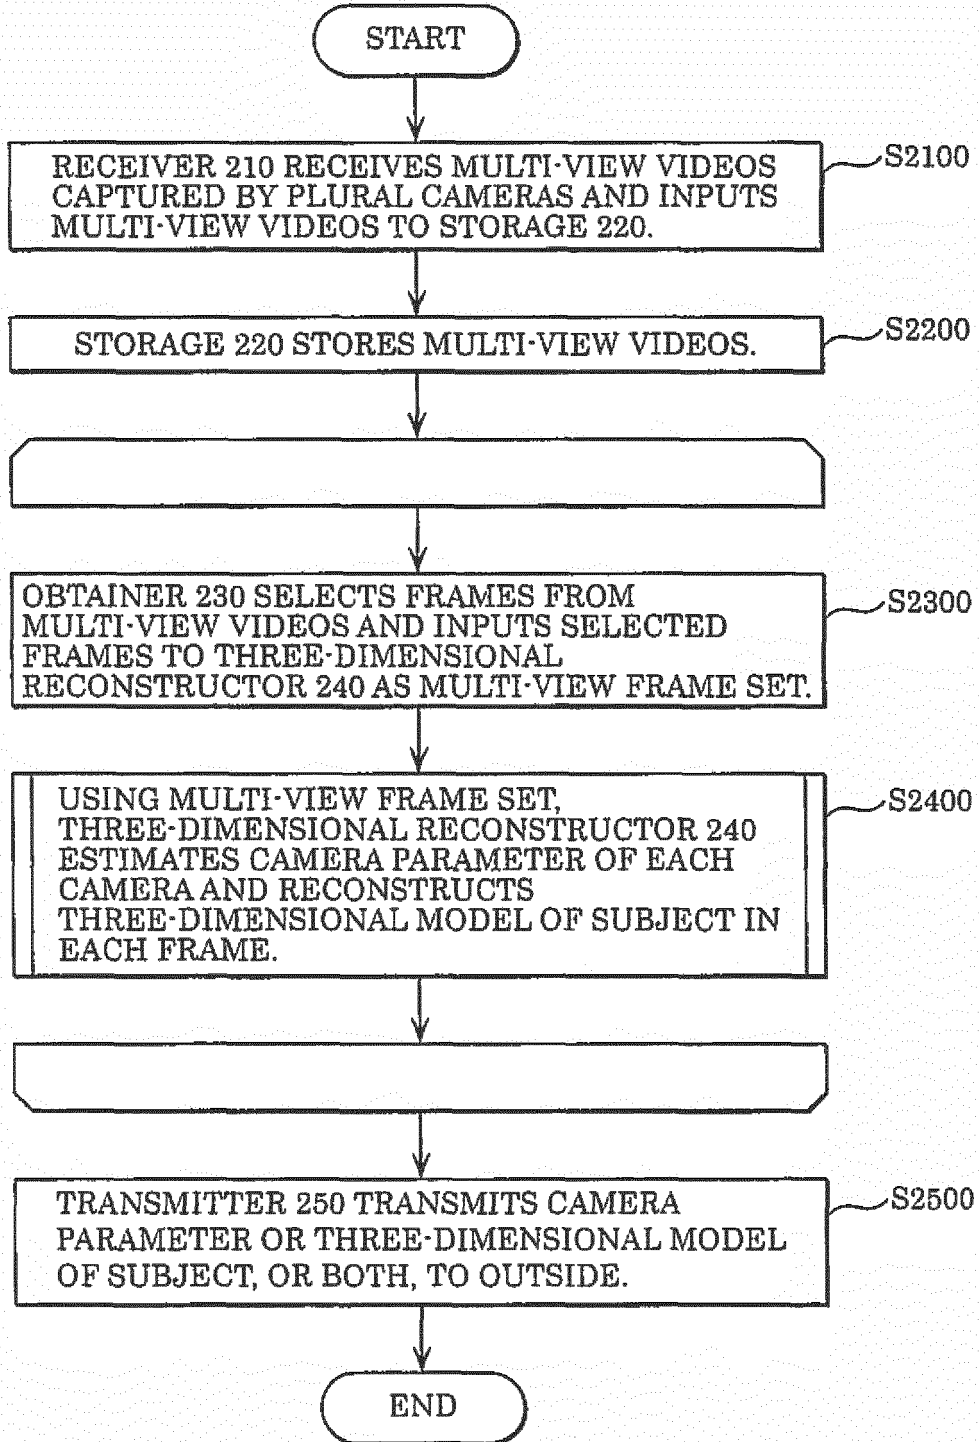 START
RECEIVER 210 RECEIVES MULTI-VIEW VIDEOS
CAPTURED BY PLURAL CAMERAS AND INPUTS
MULTI-VIEW VIDEOS TO STORAGE 220.
S2100
STORAGE 220 STORES MULTI-VIEW VIDEOS.
S2200
OBTAINER 230 SELECTS FRAMES FROM
MULTI-VIEW VIDEOS AND INPUTS SELECTED
FRAMES TO THREE-DIMENSIONAL
RECONSTRUCTOR 240 AS MULTI-VIEW FRAME SET.
S2300
USING MULTI-VIEW FRAME SET,
THREE-DIMENSIONAL RECONSTRUCTOR 240
ESTIMATES CAMERA PARAMETER OF EACH
CAMERA AND RECONSTRUCTS
THREE-DIMENSIONAL MODEL OF SUBJECT IN
EACH FRAME.
S2400
TRANSMITTER 250 TRANSMITS CAMERA
PARAMETER OR THREE-DIMENSIONAL MODEL
OF SUBJECT, OR BOTH, TO OUTSIDE.
S2500
END